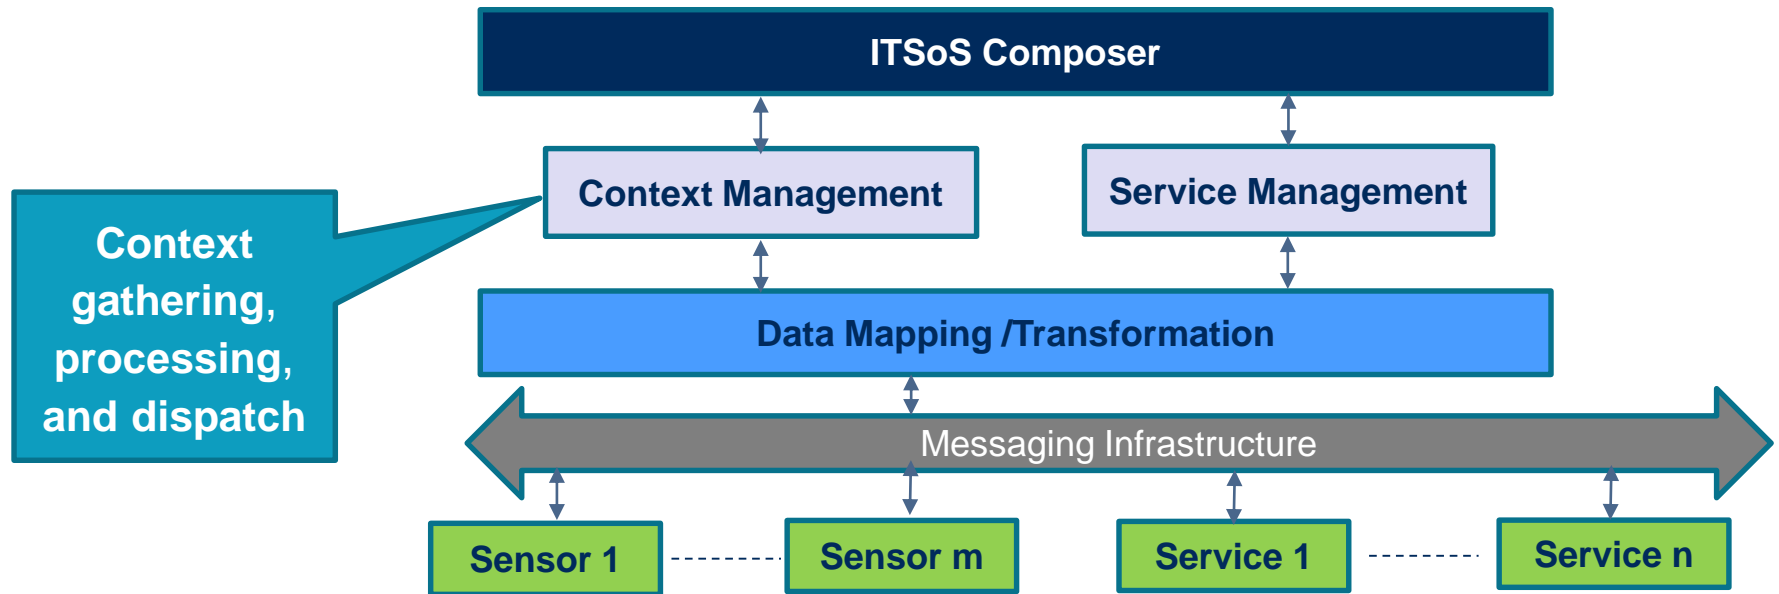 ITSoS Composer
Context Management
Service Management
Context
gathering,
processing,
and dispatch
Data Mapping /Transformation
Messaging Infrastructure
Sensor 1
Sensor m
Service 1
Service n